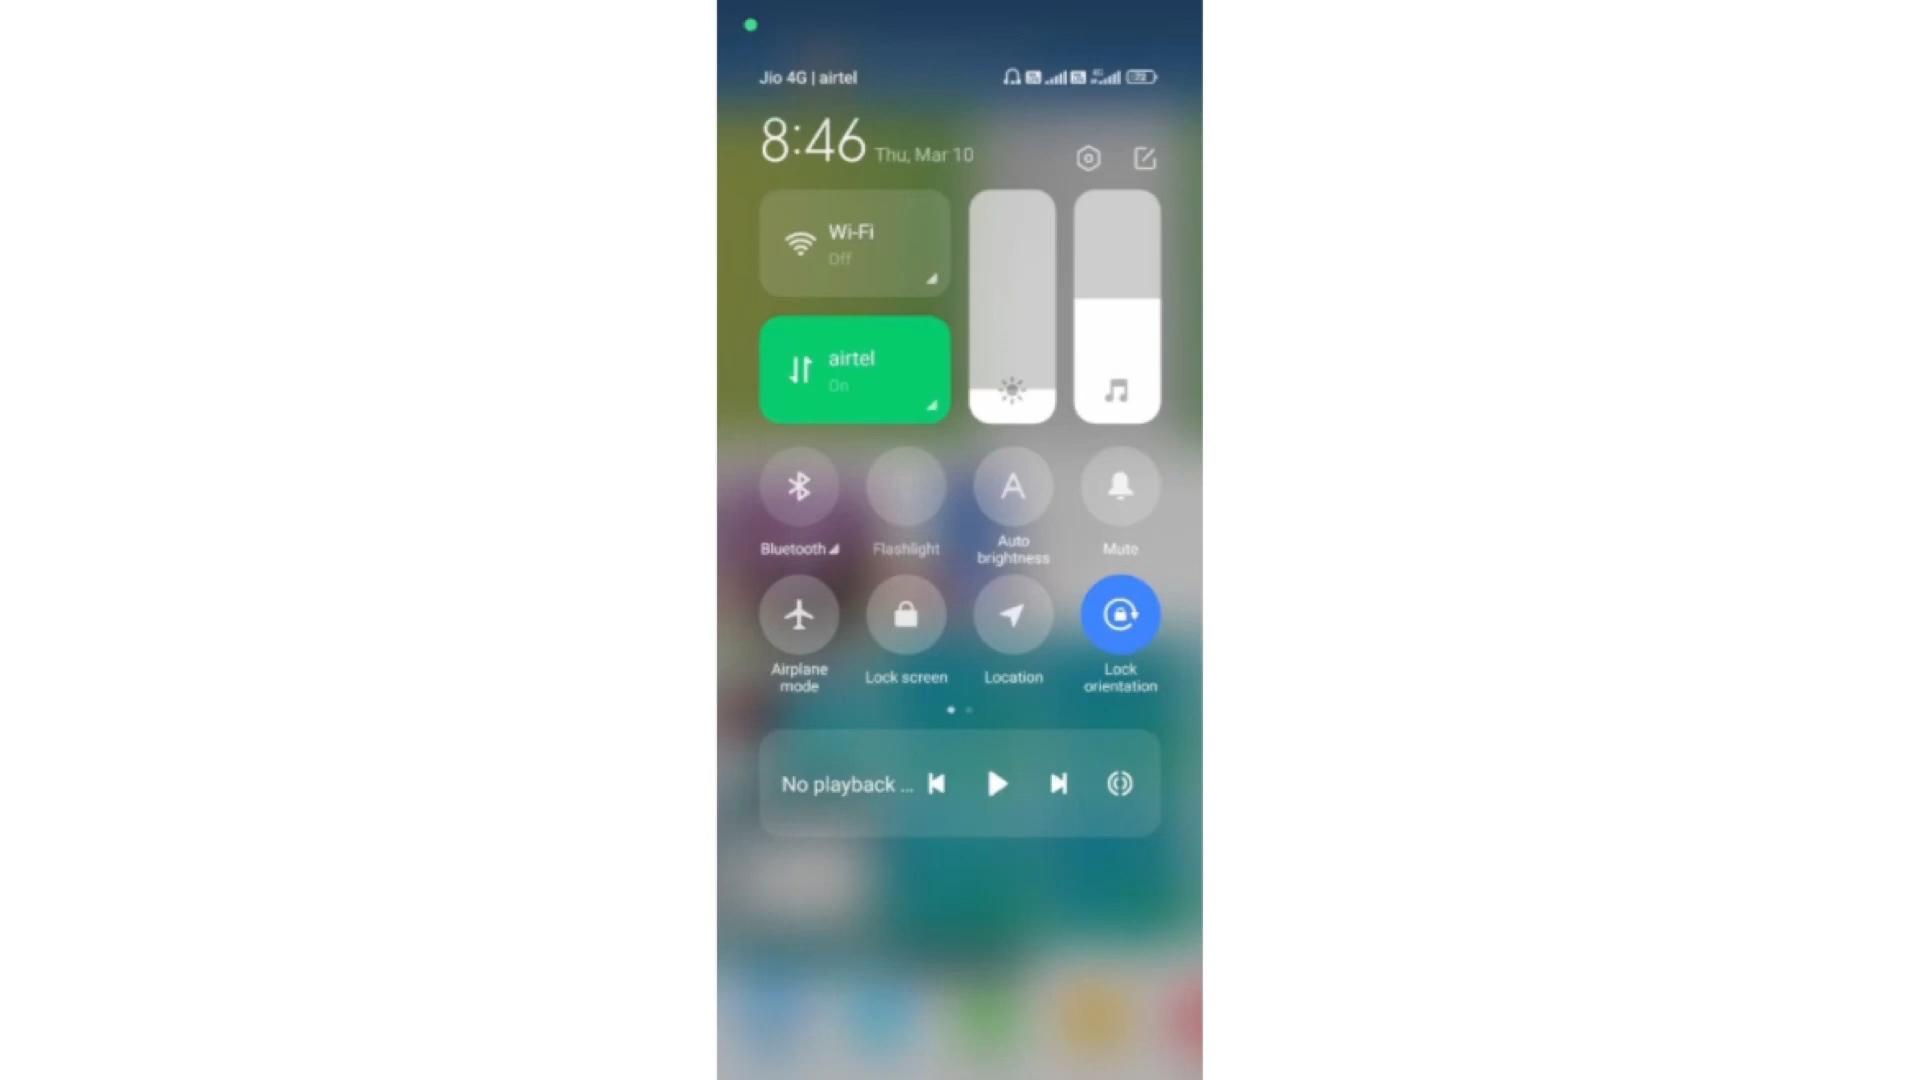 Jio 4G | airtel
72
8:46 Thu, Mar 10
Wi-Fi
Off
airtel
On
Bluetooth
Flashlight
Auto
brightness
Mute
Airplane
mode
Lock screen
Location
Lock
orientation
No playback ...